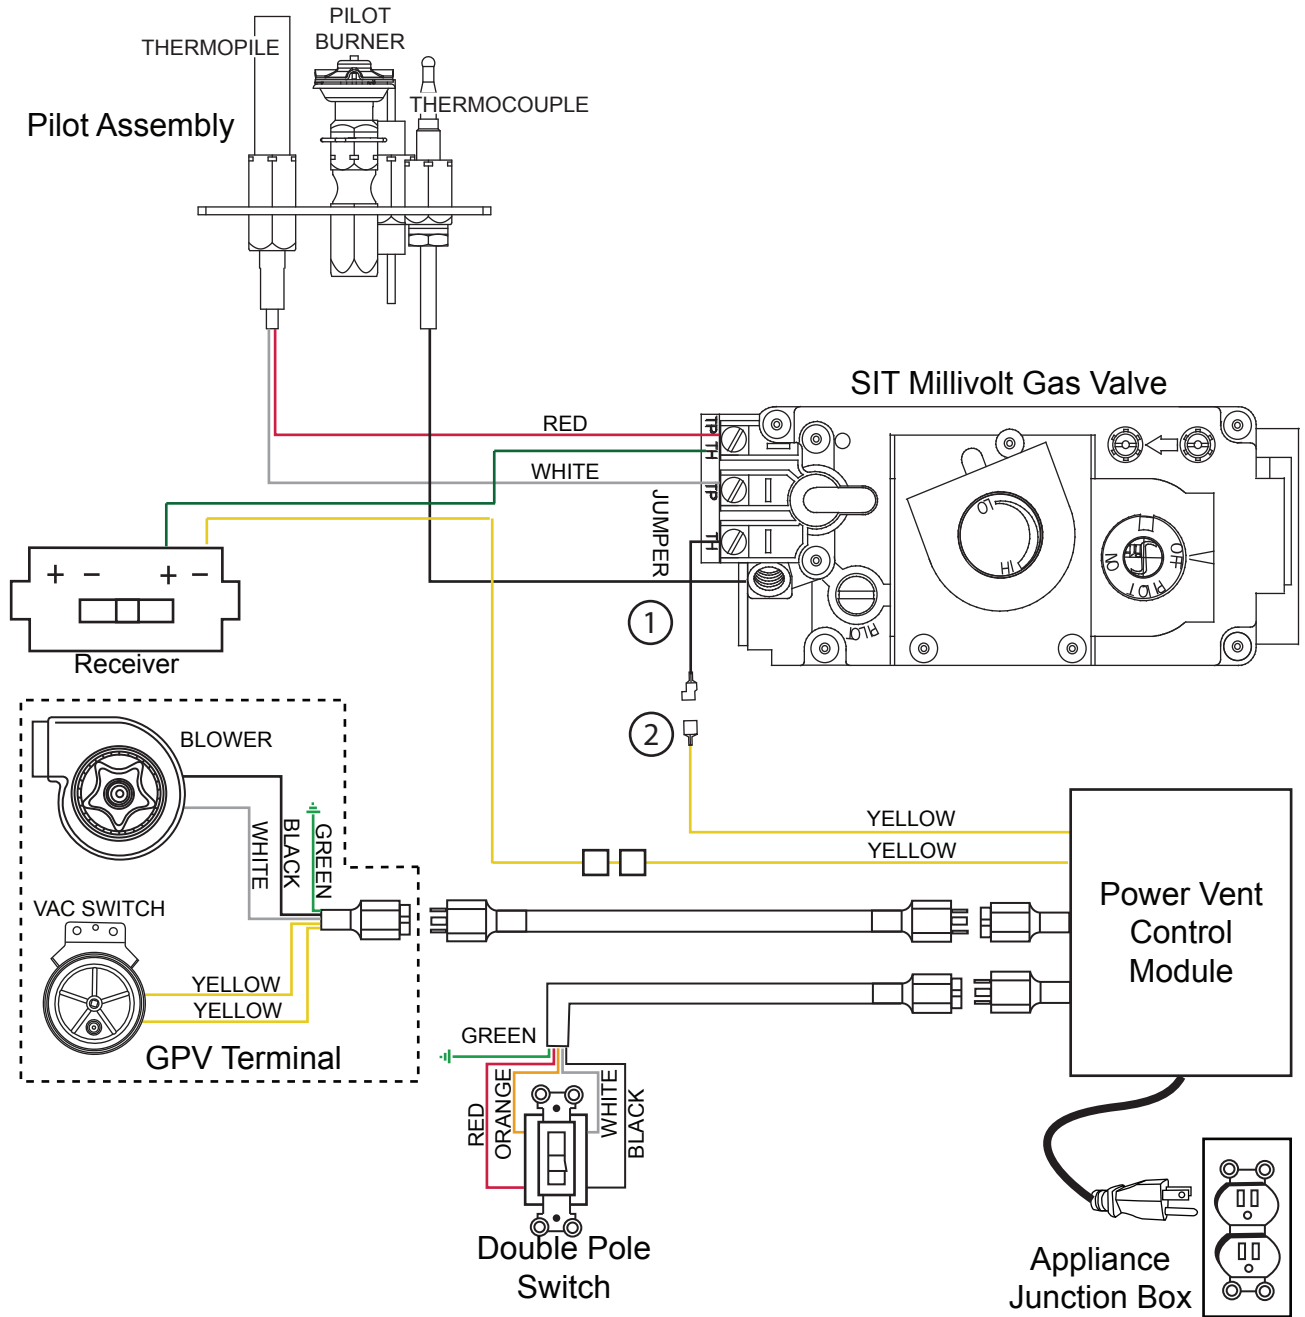 PILOT
BURNER
THERMOPILE
THERMOCOUPLE
Pilot Assembly
SIT Millivolt Gas Valve
RED
WHITE
TP
TH
TP
TH
JUMPER
LO
HI
OFF
PILOT
ON
PILOT
+ − + −
Receiver
1
2
BLOWER
WHITE
BLACK
GREEN
VAC SWITCH
YELLOW
YELLOW
GPV Terminal
YELLOW
YELLOW
Power Vent
Control
Module
GREEN
RED
ORANGE
WHITE
BLACK
Double Pole
Switch
Appliance
Junction Box